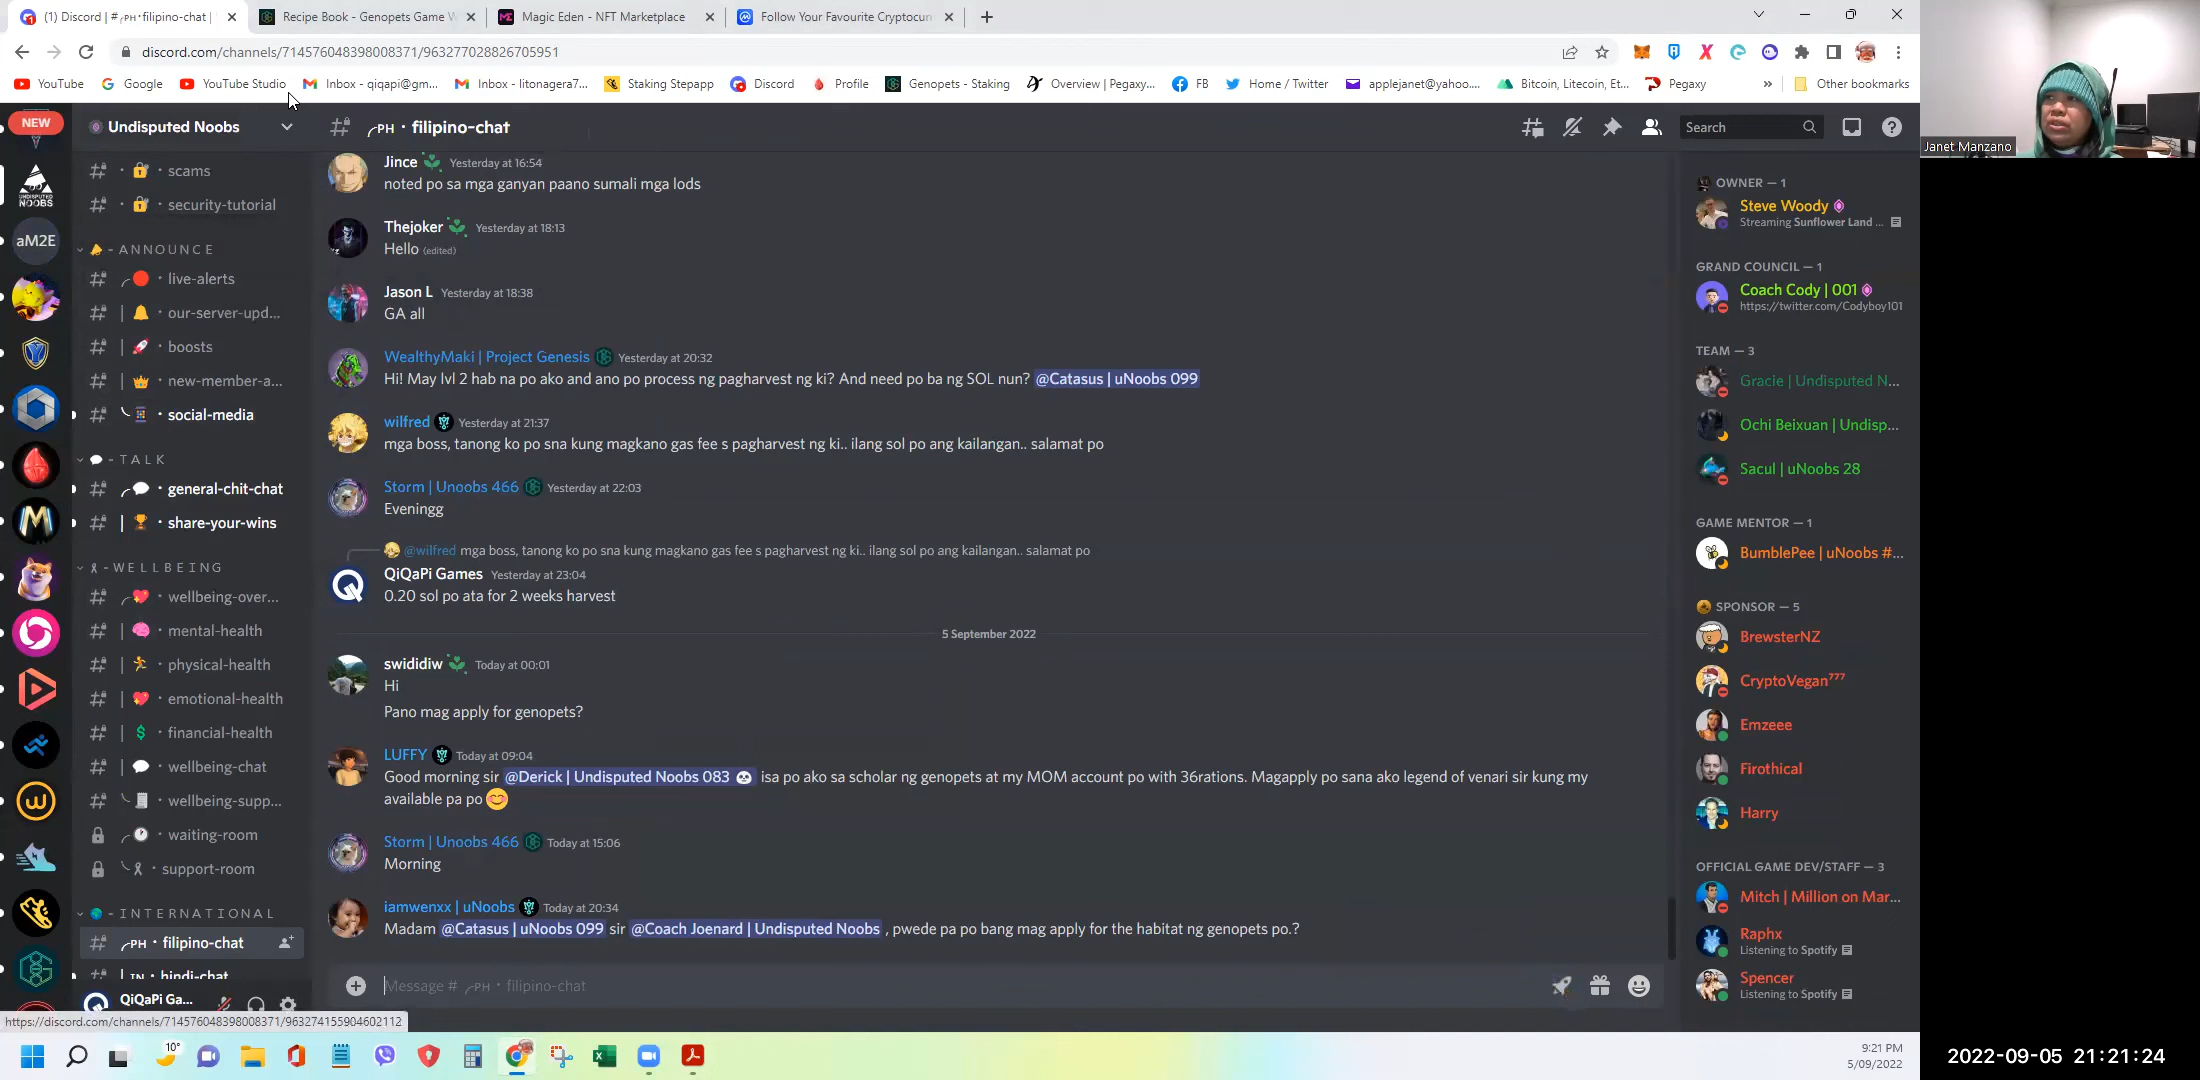 (1) Discord | # ╭PH・filipino-chat |
Recipe Book - Genopets Game W
Magic Eden - NFT Marketplace
Follow Your Favourite Cryptocur
discord.com/channels/714576048398008371/963277028826705951
YouTube
Google
YouTube Studio
Inbox - qiqapi@gm...
Inbox - litonagera7...
Staking Stepapp
Discord
Profile
Genopets - Staking
Overview | Pegaxy...
FB
Home / Twitter
applejanet@yahoo....
Bitcoin, Litecoin, Et...
Pegaxy
Other bookmarks
Janet Manzano
NEW
UNDISPUTED NOOBS
aM2E
Undisputed Noobs
scams
security-tutorial
- ANNOUNCE
live-alerts
our-server-upd...
boosts
new-member-a...
social-media
- TALK
general-chit-chat
share-your-wins
- WELLBEING
wellbeing-over...
mental-health
physical-health
emotional-health
financial-health
wellbeing-chat
wellbeing-supp...
waiting-room
support-room
- INTERNATIONAL
╭PH・filipino-chat
| IN・hindi-chat
QiQaPi Ga...
https://discord.com/channels/714576048398008371/963274155904602112
╭PH・filipino-chat
Search
Jince Yesterday at 16:54
noted po sa mga ganyan paano sumali mga lods
Thejoker Yesterday at 18:13
Hello (edited)
Jason L Yesterday at 18:38
GA all
WealthyMaki | Project Genesis Yesterday at 20:32
Hi! May lvl 2 hab na po ako and ano po process ng pagharvest ng ki? And need po ba ng SOL nun? @Catasus | uNoobs 099
wilfred Yesterday at 21:37
mga boss, tanong ko po sna kung magkano gas fee s pagharvest ng ki.. ilang sol po ang kailangan.. salamat po
Storm | Unoobs 466 Yesterday at 22:03
Eveningg
@wilfred mga boss, tanong ko po sna kung magkano gas fee s pagharvest ng ki.. ilang sol po ang kailangan.. salamat po
QiQaPi Games Yesterday at 23:04
0.20 sol po ata for 2 weeks harvest
5 September 2022
swididiw Today at 00:01
Hi
Pano mag apply for genopets?
LUFFY Today at 09:04
Good morning sir @Derick | Undisputed Noobs 083 isa po ako sa scholar ng genopets at my MOM account po with 36rations. Magapply po sana ako legend of venari sir kung my
available pa po
Storm | Unoobs 466 Today at 15:06
Morning
iamwenxx | uNoobs Today at 20:34
Madam @Catasus | uNoobs 099 sir @Coach Joenard | Undisputed Noobs , pwede pa po bang mag apply for the habitat ng genopets po.?
Message # ╭PH・filipino-chat
OWNER — 1
Steve Woody
Streaming Sunflower Land ...
GRAND COUNCIL — 1
Coach Cody | 001
https://twitter.com/Codyboy101
TEAM — 3
Gracie | Undisputed N...
Ochi Beixuan | Undisp...
Sacul | uNoobs 28
GAME MENTOR — 1
BumblePee | uNoobs #...
SPONSOR — 5
BrewsterNZ
CryptoVegan⁷⁷⁷
Emzeee
Firothical
Harry
OFFICIAL GAME DEV/STAFF — 3
Mitch | Million on Mar...
Raphx
Listening to Spotify
Spencer
Listening to Spotify
10°
9:21 PM
5/09/2022
2022-09-05 21:21:24